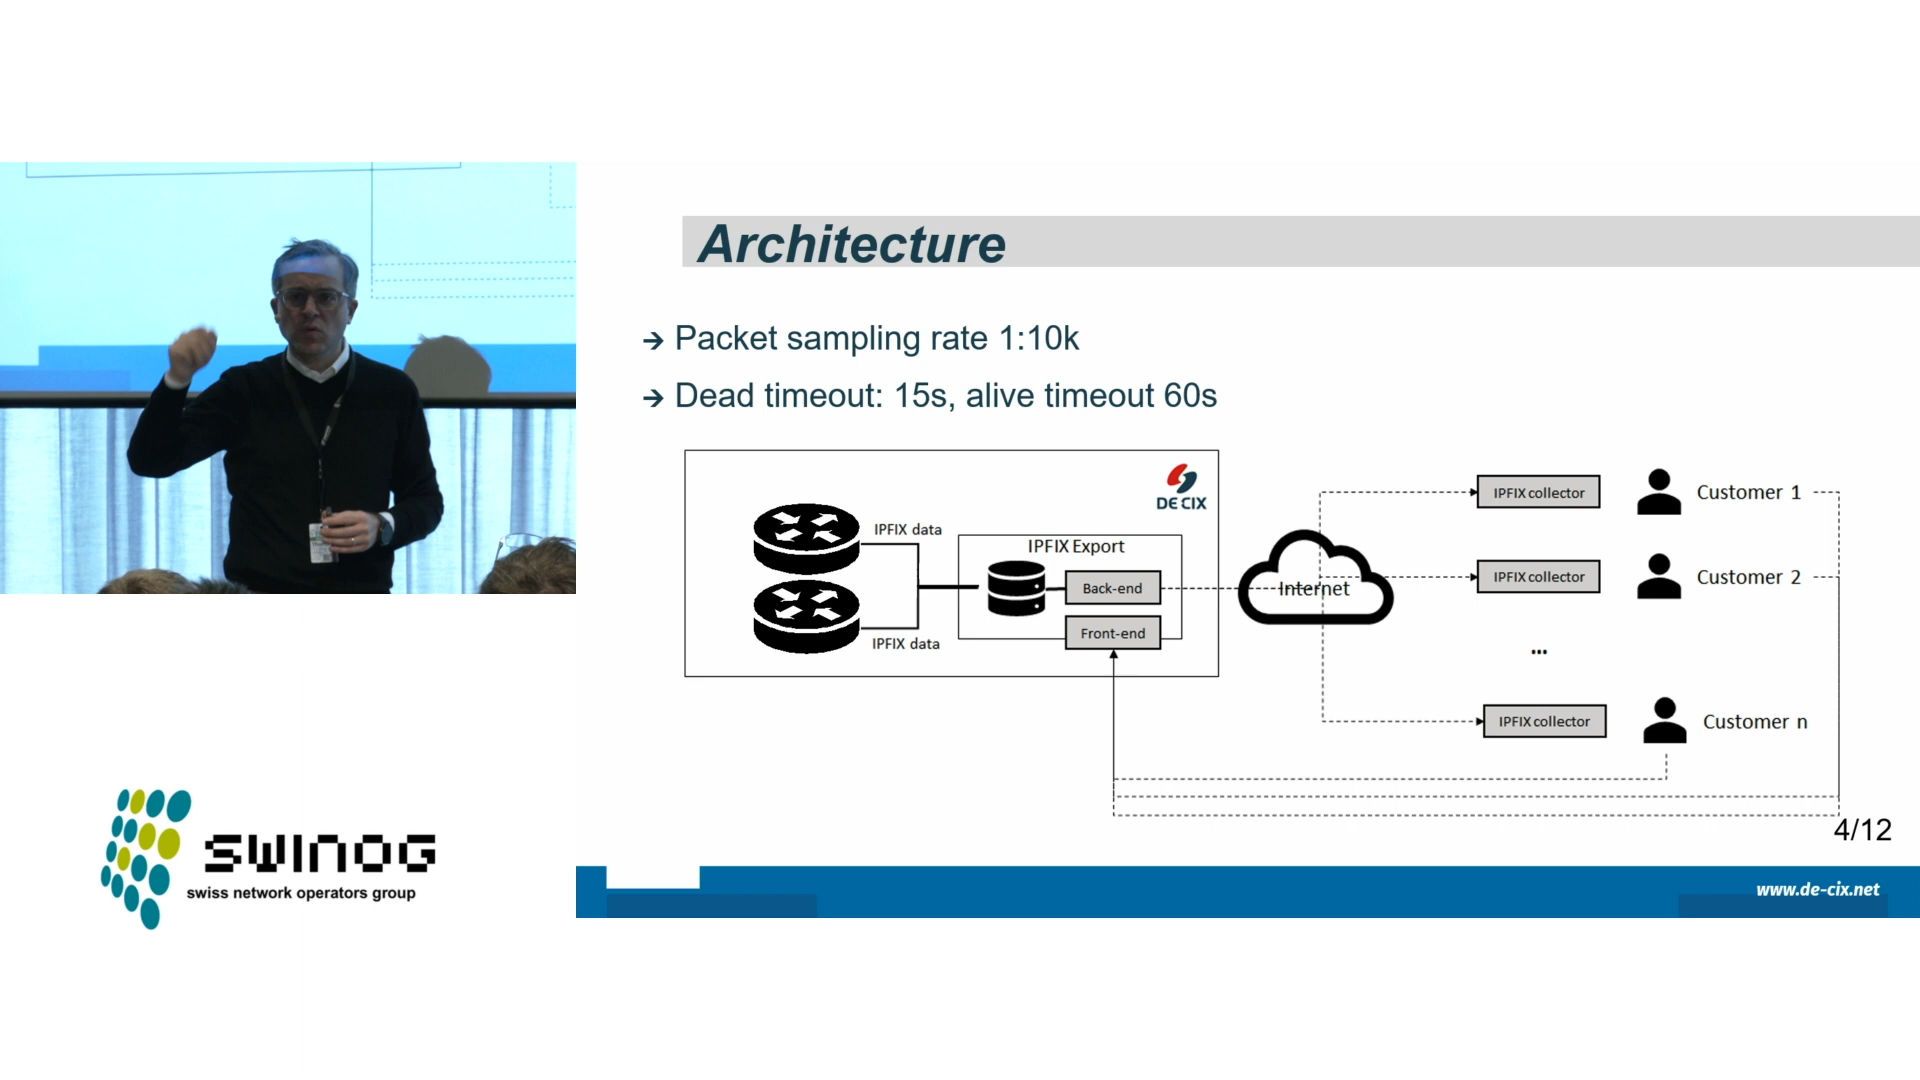 Architecture
→ Packet sampling rate 1:10k
→ Dead timeout: 15s, alive timeout 60s
DE CIX
IPFIX data
IPFIX data
IPFIX Export
Back-end
Front-end
Internet
IPFIX collector
Customer 1
IPFIX collector
Customer 2
...
IPFIX collector
Customer n
4/12
www.de-cix.net
SWINOG
swiss network operators group